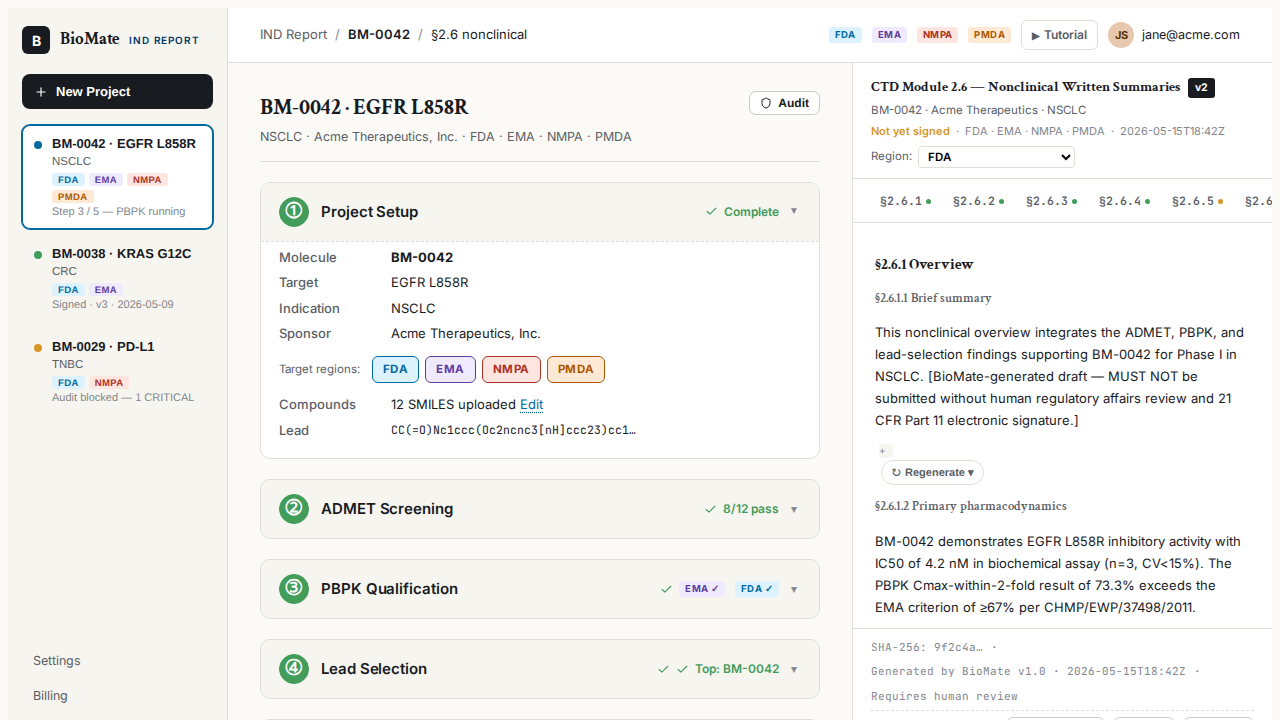 B BioMate IND REPORT
+ New Project
BM-0042 · EGFR L858R
NSCLC
FDA EMA NMPA
PMDA
Step 3 / 5 — PBPK running
BM-0038 · KRAS G12C
CRC
FDA EMA
Signed · v3 · 2026-05-09
BM-0029 · PD-L1
TNBC
FDA NMPA
Audit blocked — 1 CRITICAL
Settings
Billing
IND Report / BM-0042 / §2.6 nonclinical
FDA EMA NMPA PMDA ▶ Tutorial JS jane@acme.com
BM-0042 · EGFR L858R
Audit
NSCLC · Acme Therapeutics, Inc. · FDA · EMA · NMPA · PMDA
① Project Setup ✓ Complete ▼
Molecule BM-0042
Target EGFR L858R
Indication NSCLC
Sponsor Acme Therapeutics, Inc.
Target regions: FDA EMA NMPA PMDA
Compounds 12 SMILES uploaded Edit
Lead CC(=O)Nc1ccc(Oc2ncnc3[nH]ccc23)cc1…
② ADMET Screening ✓ 8/12 pass ▼
③ PBPK Qualification ✓ EMA ✓ FDA ✓ ▼
④ Lead Selection ✓ ✓ Top: BM-0042 ▼
CTD Module 2.6 — Nonclinical Written Summaries v2
BM-0042 · Acme Therapeutics · NSCLC
Not yet signed · FDA · EMA · NMPA · PMDA · 2026-05-15T18:42Z
Region: FDA
§2.6.1 §2.6.2 §2.6.3 §2.6.4 §2.6.5 §2.6
§2.6.1 Overview
§2.6.1.1 Brief summary
This nonclinical overview integrates the ADMET, PBPK, and
lead-selection findings supporting BM-0042 for Phase I in
NSCLC. [BioMate-generated draft — MUST NOT be
submitted without human regulatory affairs review and 21
CFR Part 11 electronic signature.]
+
↻ Regenerate ▾
§2.6.1.2 Primary pharmacodynamics
BM-0042 demonstrates EGFR L858R inhibitory activity with
IC50 of 4.2 nM in biochemical assay (n=3, CV<15%). The
PBPK Cmax-within-2-fold result of 73.3% exceeds the
EMA criterion of ≥67% per CHMP/EWP/37498/2011.
SHA-256: 9f2c4a… ·
Generated by BioMate v1.0 · 2026-05-15T18:42Z ·
Requires human review